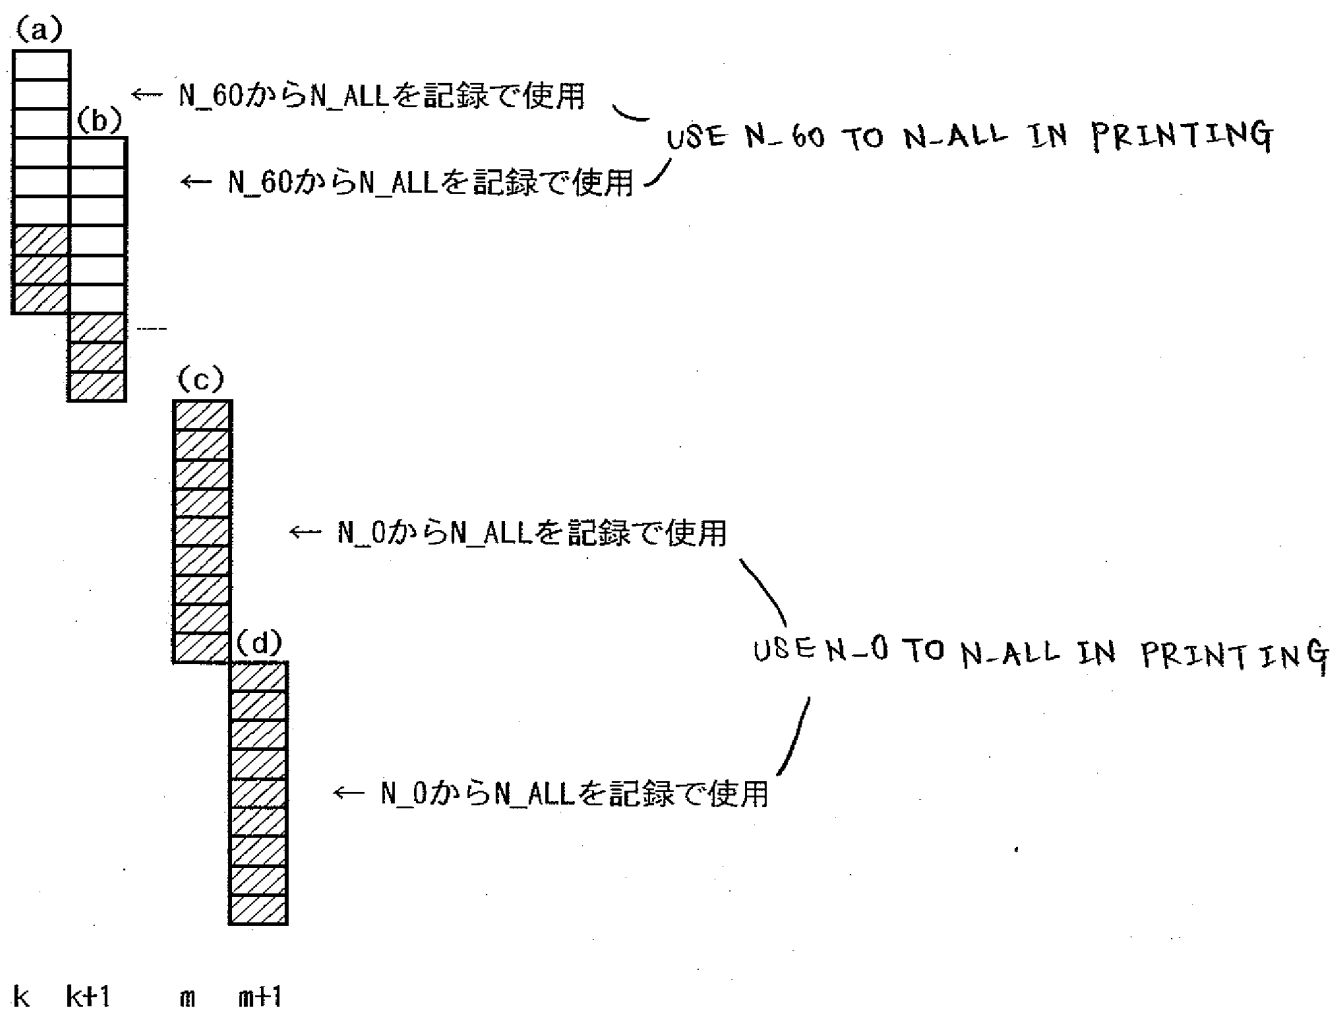 (a)
← N_60からN_ALLを記録で使用
(b)
USE N_60 TO N_ALL IN PRINTING
← N_60からN_ALLを記録で使用
(c)
← N_0からN_ALLを記録で使用
(d)
USE N_0 TO N_ALL IN PRINTING
← N_0からN_ALLを記録で使用
k k+1 m m+1